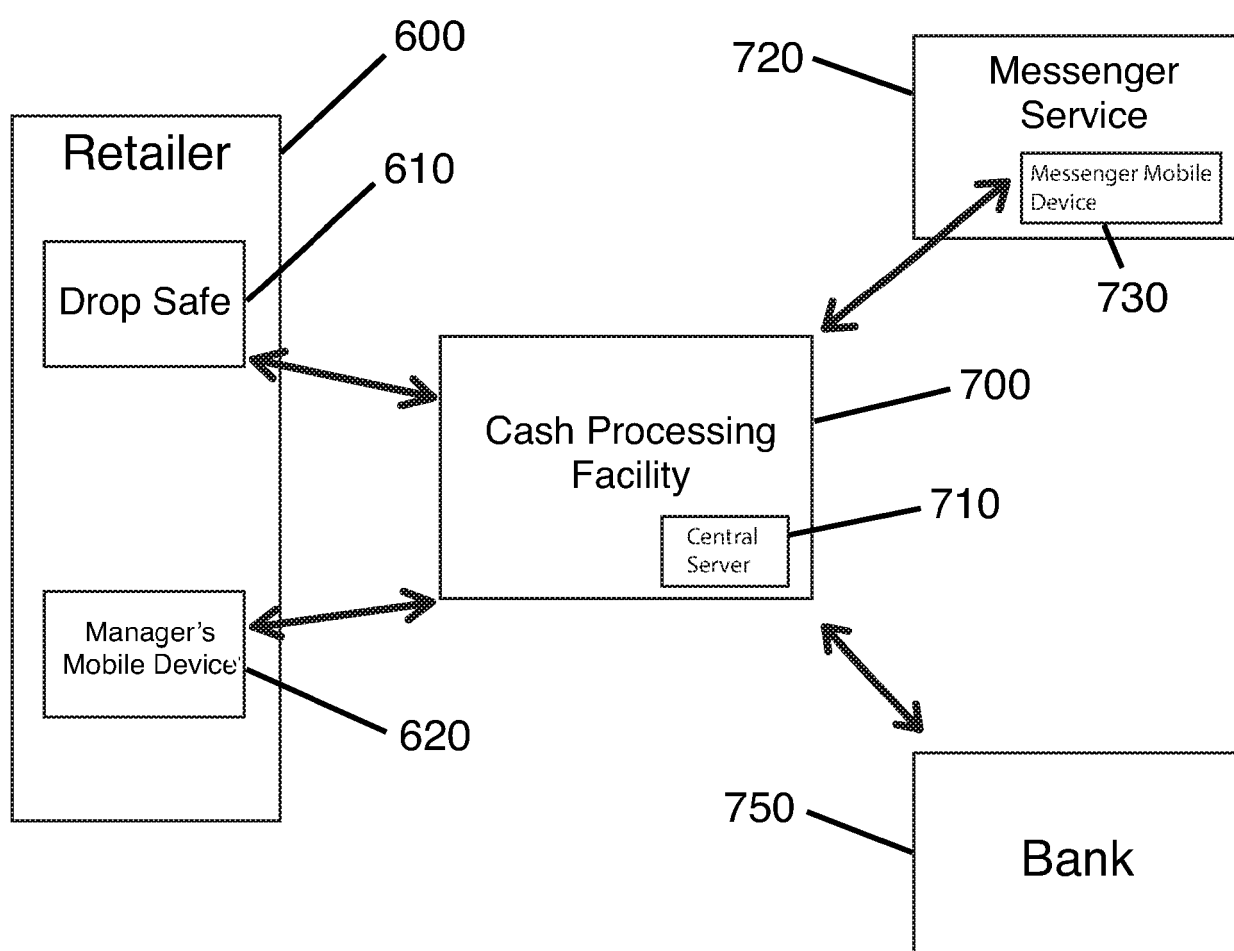 600
Retailer
610
Drop Safe
Manager's
Mobile Device
620
720
Messenger
Service
Messenger Mobile
Device
730
700
Cash Processing
Facility
710
Central
Server
750
Bank